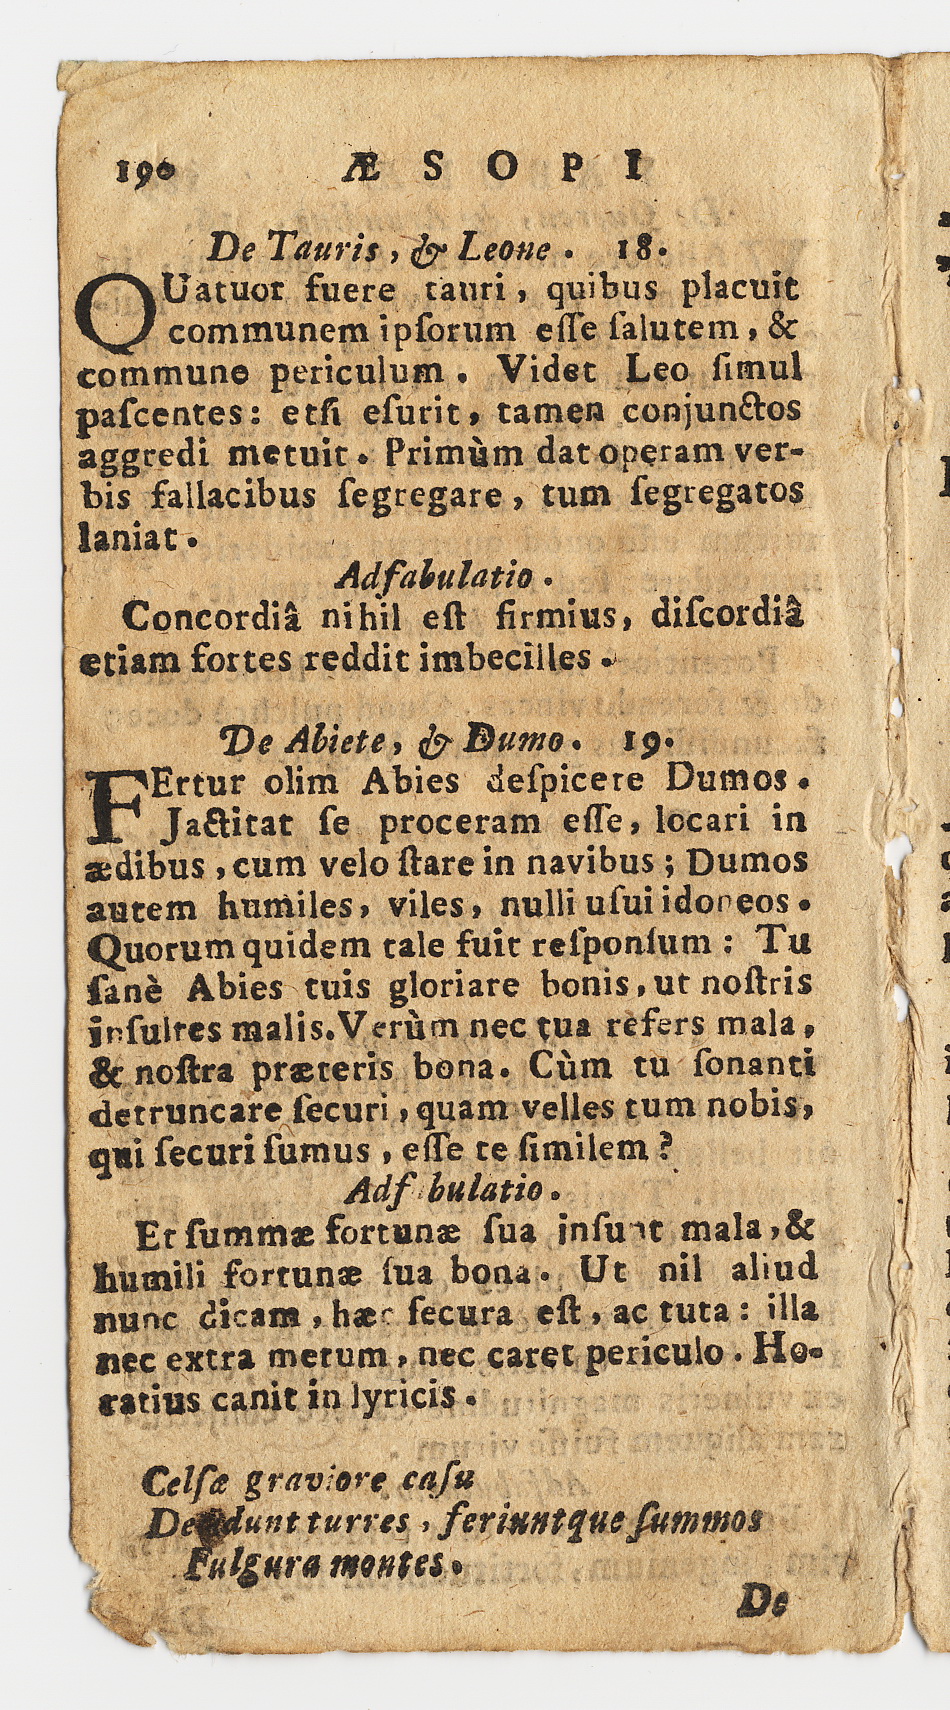 190 ÆSOPI
De Tauris, & Leone. 18.
QUatuor fuere tauri, quibus placuit
communem ipſorum eſſe ſalutem, &
commune periculum. Videt Leo ſimul
paſcentes: etſi eſurit, tamen conjunctos
aggredi metuit. Primùm dat operam ver-
bis fallacibus ſegregare, tum ſegregatos
laniat.
Adfabulatio.
Concordiâ nihil eſt firmius, diſcordiâ
etiam fortes reddit imbecilles.
De Abiete, & Dumo. 19.
FErtur olim Abies deſpicere Dumos.
Jactitat ſe proceram eſſe, locari in
ædibus, cum velo ſtare in navibus; Dumos
autem humiles, viles, nulli uſui idoneos.
Quorum quidem tale fuit reſponſum: Tu
ſanè Abies tuis gloriare bonis, ut noſtris
inſultes malis. Verùm nec tua refers mala,
& noſtra præteris bona. Cùm tu ſonanti
detruncare ſecuri, quam velles tum nobis,
qui ſecuri ſumus, eſſe te ſimilem?
Adf bulatio.
Et ſummæ fortunæ ſua inſunt mala, &
humili fortunæ ſua bona. Ut nil aliud
nunc dicam, hæc ſecura eſt, ac tuta: illa
nec extra metum, nec caret periculo. Ho-
ratius canit in lyricis.
Celſæ graviore caſu
Decidunt turres, feriuntque ſummos
Fulgura montes.
De